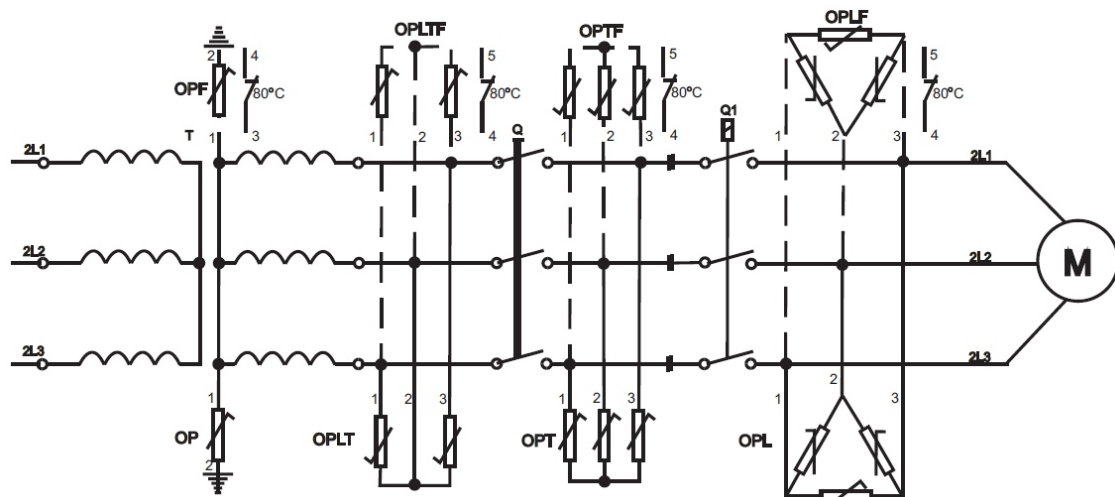 OPLTF OPTF OPLF
2 4 5 5 5
OPF 80°C 80°C 80°C 80°C
T 1 3 1 2 3 4 Q 1 2 3 4 Q1 1 2 3 4
2L1 2L1
2L2 2L2 M
2L3 2L3
1 1 2 3 1 2 3 1 2 3
OP OPLT OPT OPL
2